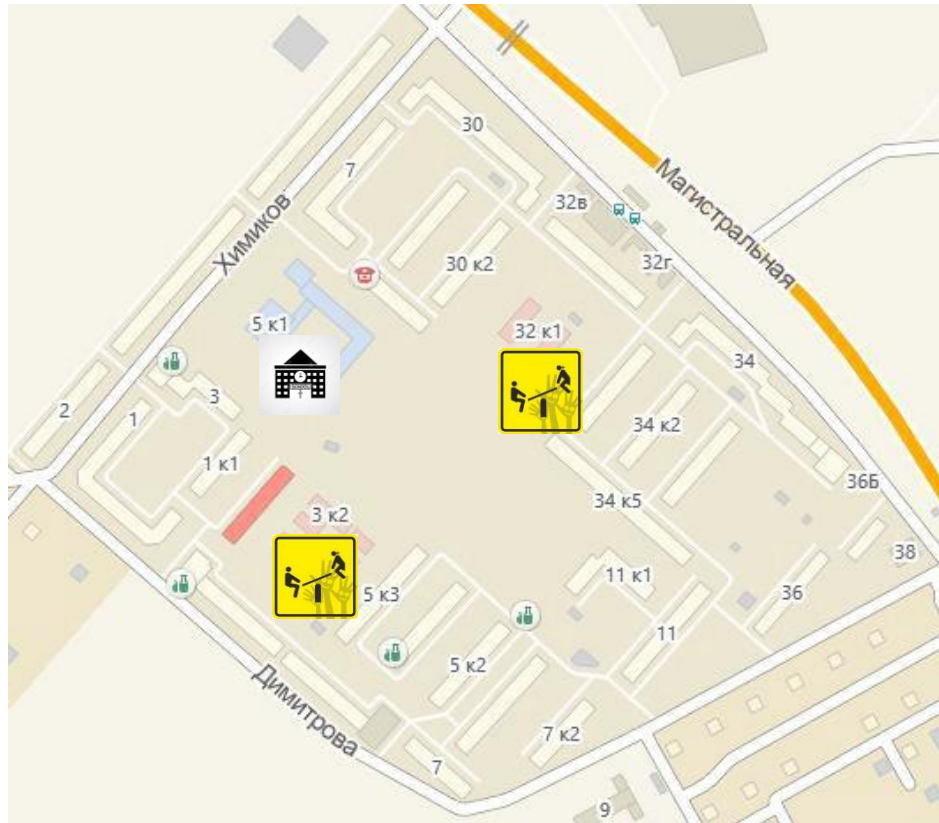 30
7
32в
Магистральная
Химиков
30 к2
32г
5 к1
32 к1
34
3
2
1
34 к2
1 к1
36Б
34 к5
3 к2
38
11 к1
5 к3
36
11
5 к2
Димитрова
7 к2
7
9